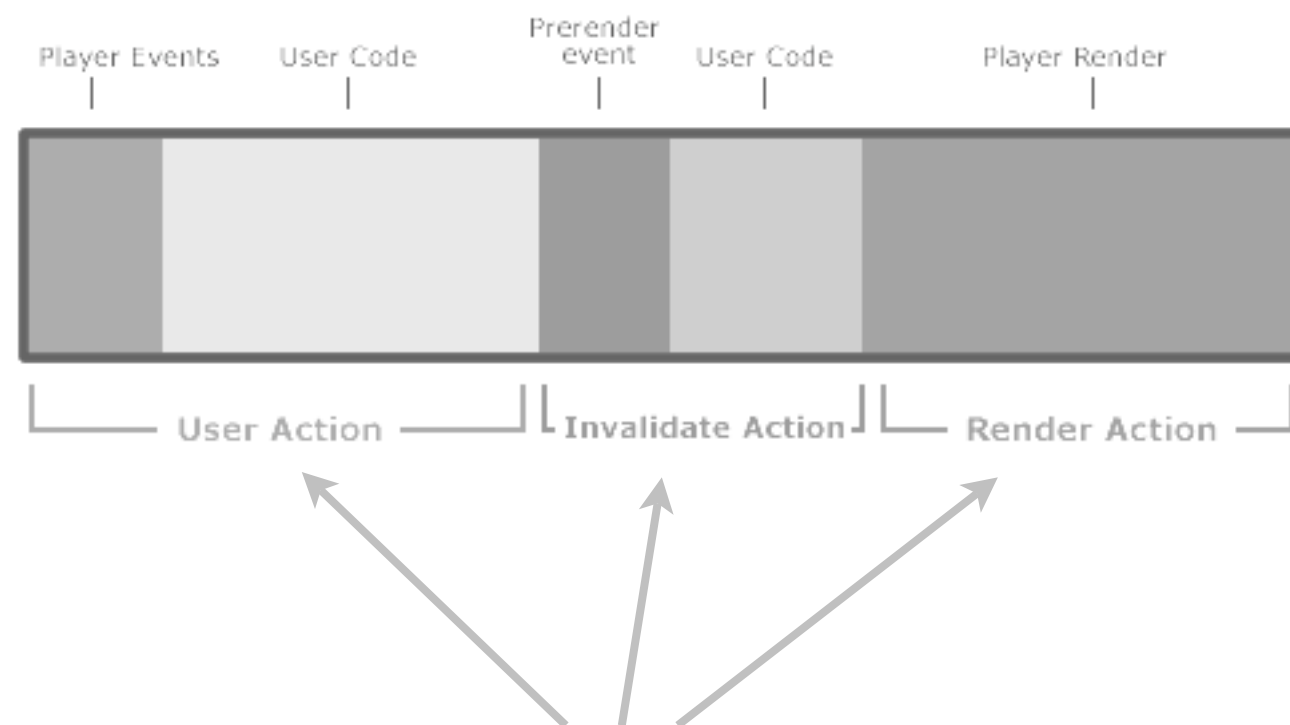 Player Events
User Code
Prerender
event
User Code
Player Render
User Action
Invalidate Action
Render Action